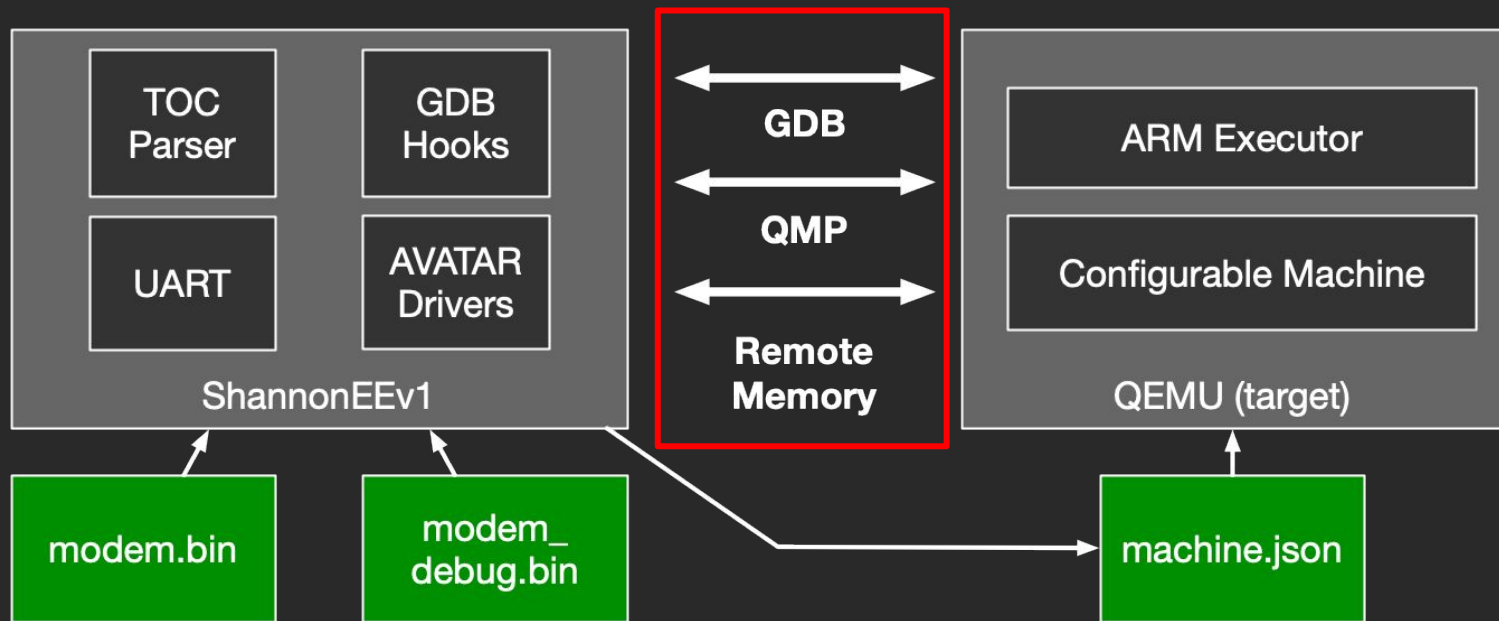 TOC
Parser
GDB
Hooks
UART
AVATAR
Drivers
ShannonEEv1
GDB
QMP
Remote
Memory
ARM Executor
Configurable Machine
QEMU (target)
modem.bin
modem_
debug.bin
machine.json